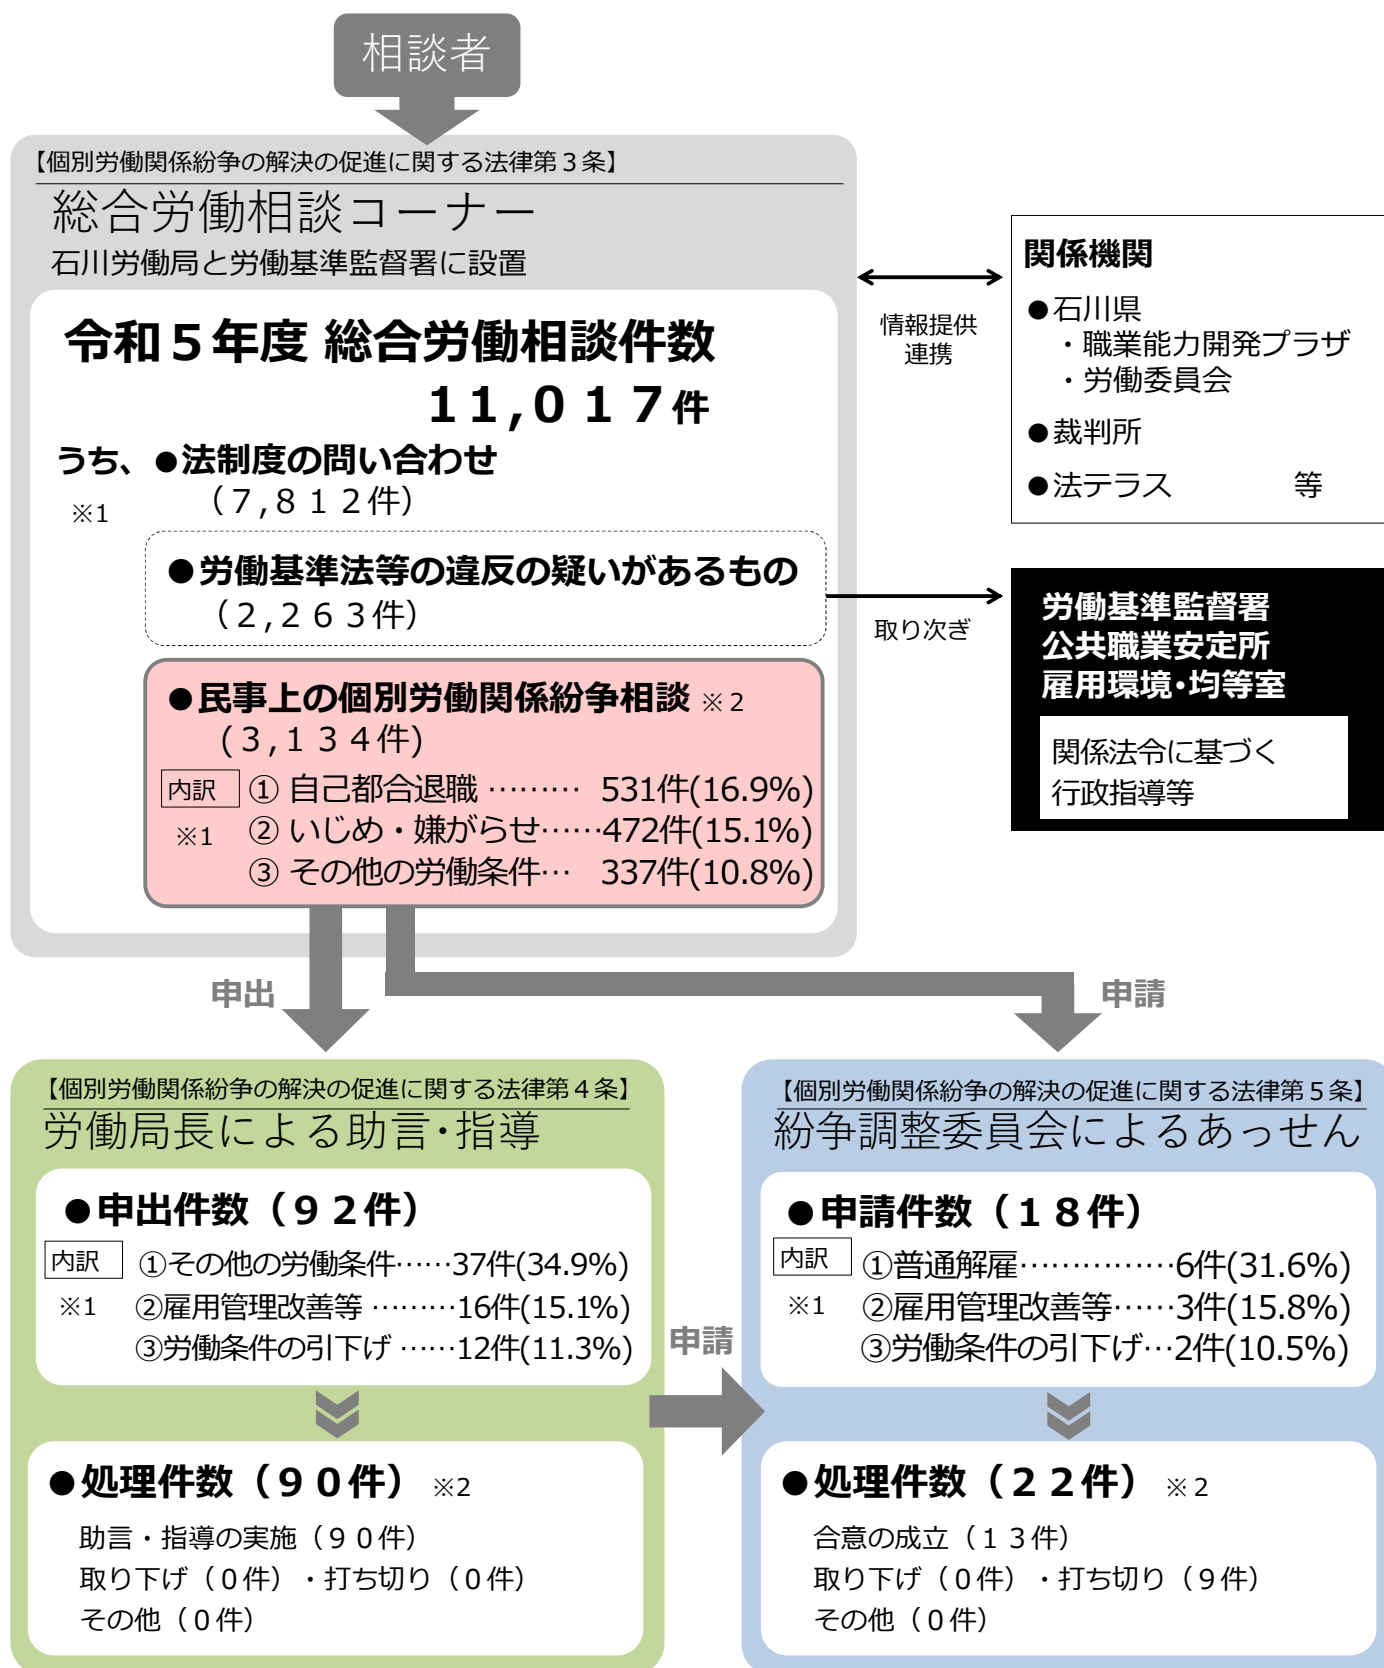 相談者
【個別労働関係紛争の解決の促進に関する法律第３条】
総合労働相談コーナー
石川労働局と労働基準監督署に設置
令和５年度 総合労働相談件数
１１,０１７件
うち、●法制度の問い合わせ
※1
（７,８１２件）
●労働基準法等の違反の疑いがあるもの
（２,２６３件）
●民事上の個別労働関係紛争相談 ※２
(３,１３４件)
内訳 ① 自己都合退職 ……… 531件(16.9%)
※1 ② いじめ・嫌がらせ……472件(15.1%)
③ その他の労働条件… 337件(10.8%)
情報提供
連携
関係機関
●石川県
・職業能力開発プラザ
・労働委員会
●裁判所
●法テラス 等
取り次ぎ
労働基準監督署
公共職業安定所
雇用環境・均等室
関係法令に基づく
行政指導等
申出
申請
【個別労働関係紛争の解決の促進に関する法律第４条】
労働局長による助言・指導
●申出件数（９２件）
内訳 ①その他の労働条件……37件(34.9%)
※1 ②雇用管理改善等 ………16件(15.1%)
③労働条件の引下げ ……12件(11.3%)
●処理件数（９０件） ※2
助言・指導の実施（９０件）
取り下げ（０件）・打ち切り（０件）
その他（０件）
申請
【個別労働関係紛争の解決の促進に関する法律第５条】
紛争調整委員会によるあっせん
●申請件数（１８件）
内訳 ①普通解雇……………6件(31.6%)
※1 ②雇用管理改善等……3件(15.8%)
③労働条件の引下げ…2件(10.5%)
●処理件数（２２件） ※２
合意の成立（１３件）
取り下げ（０件）・打ち切り（９件）
その他（０件）